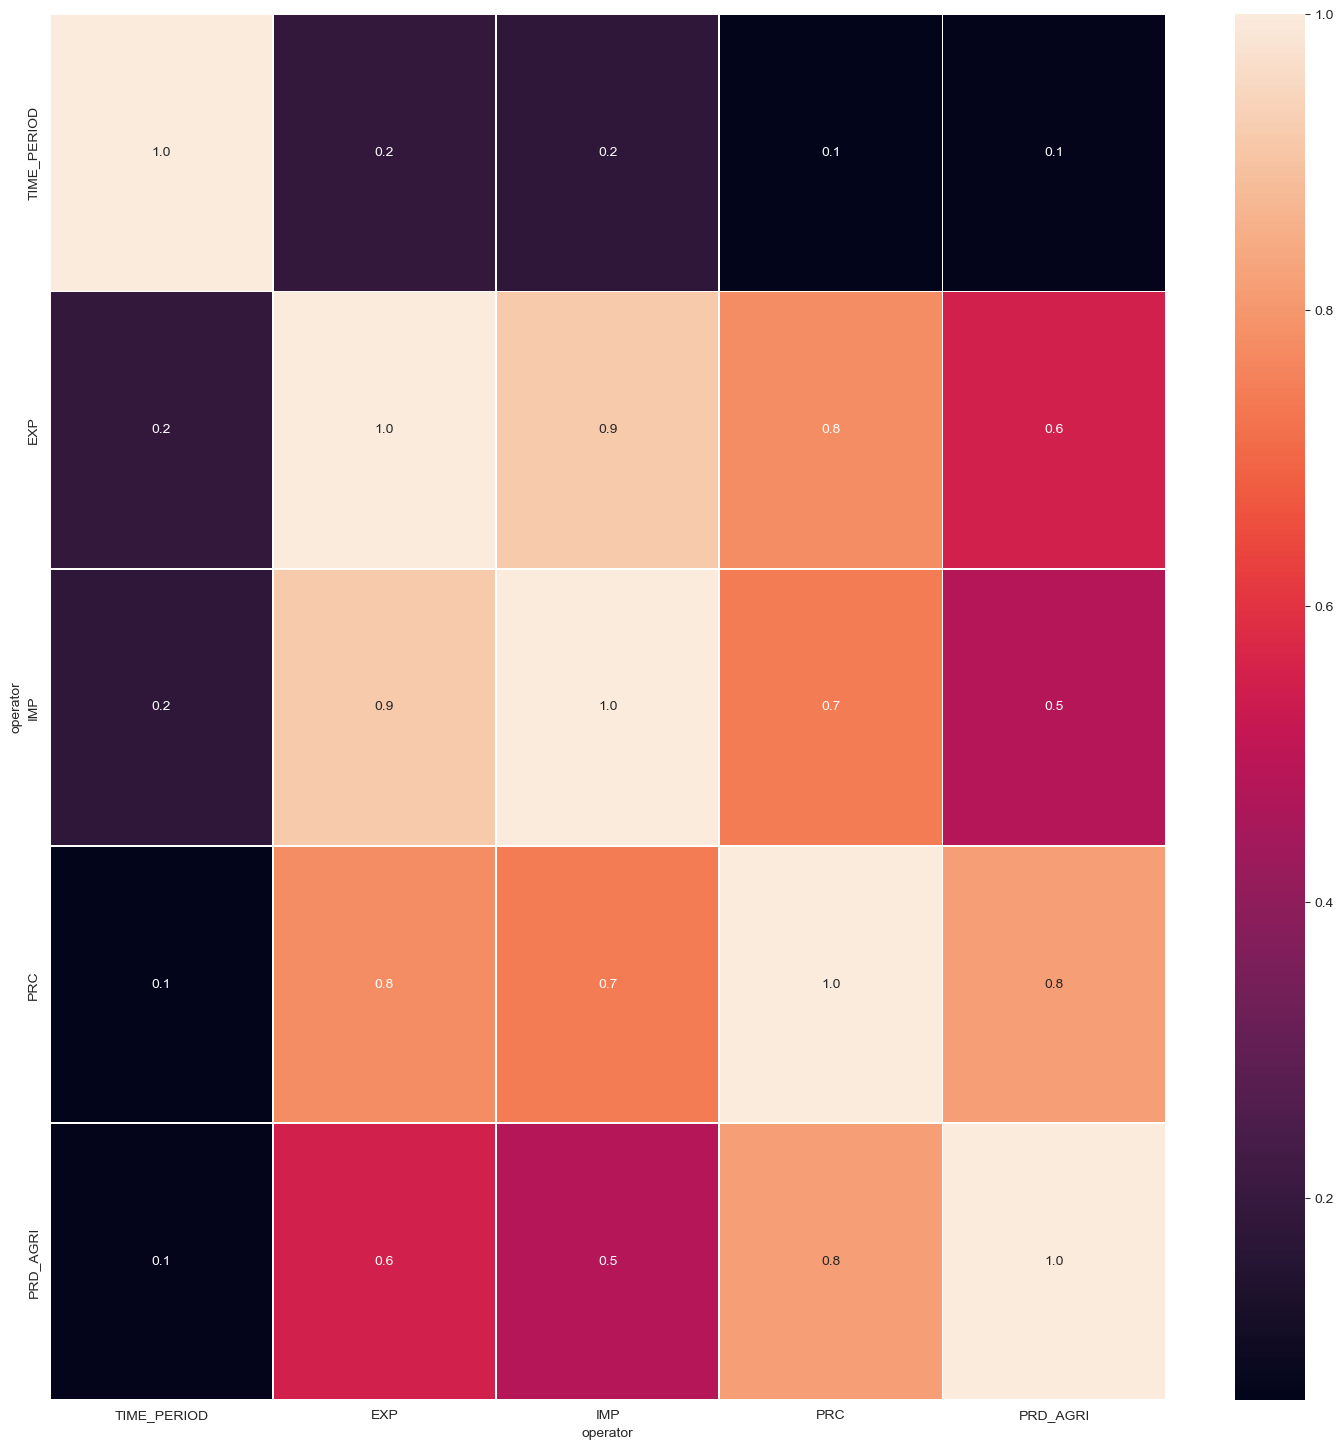 TIME_PERIOD 1.0 0.2 0.2 0.1 0.1
EXP 0.2 1.0 0.9 0.8 0.6
operator
IMP 0.2 0.9 1.0 0.7 0.5
PRC 0.1 0.8 0.7 1.0 0.8
PRD_AGRI 0.1 0.6 0.5 0.8 1.0
TIME_PERIOD EXP IMP PRC PRD_AGRI
operator
1.0
0.8
0.6
0.4
0.2